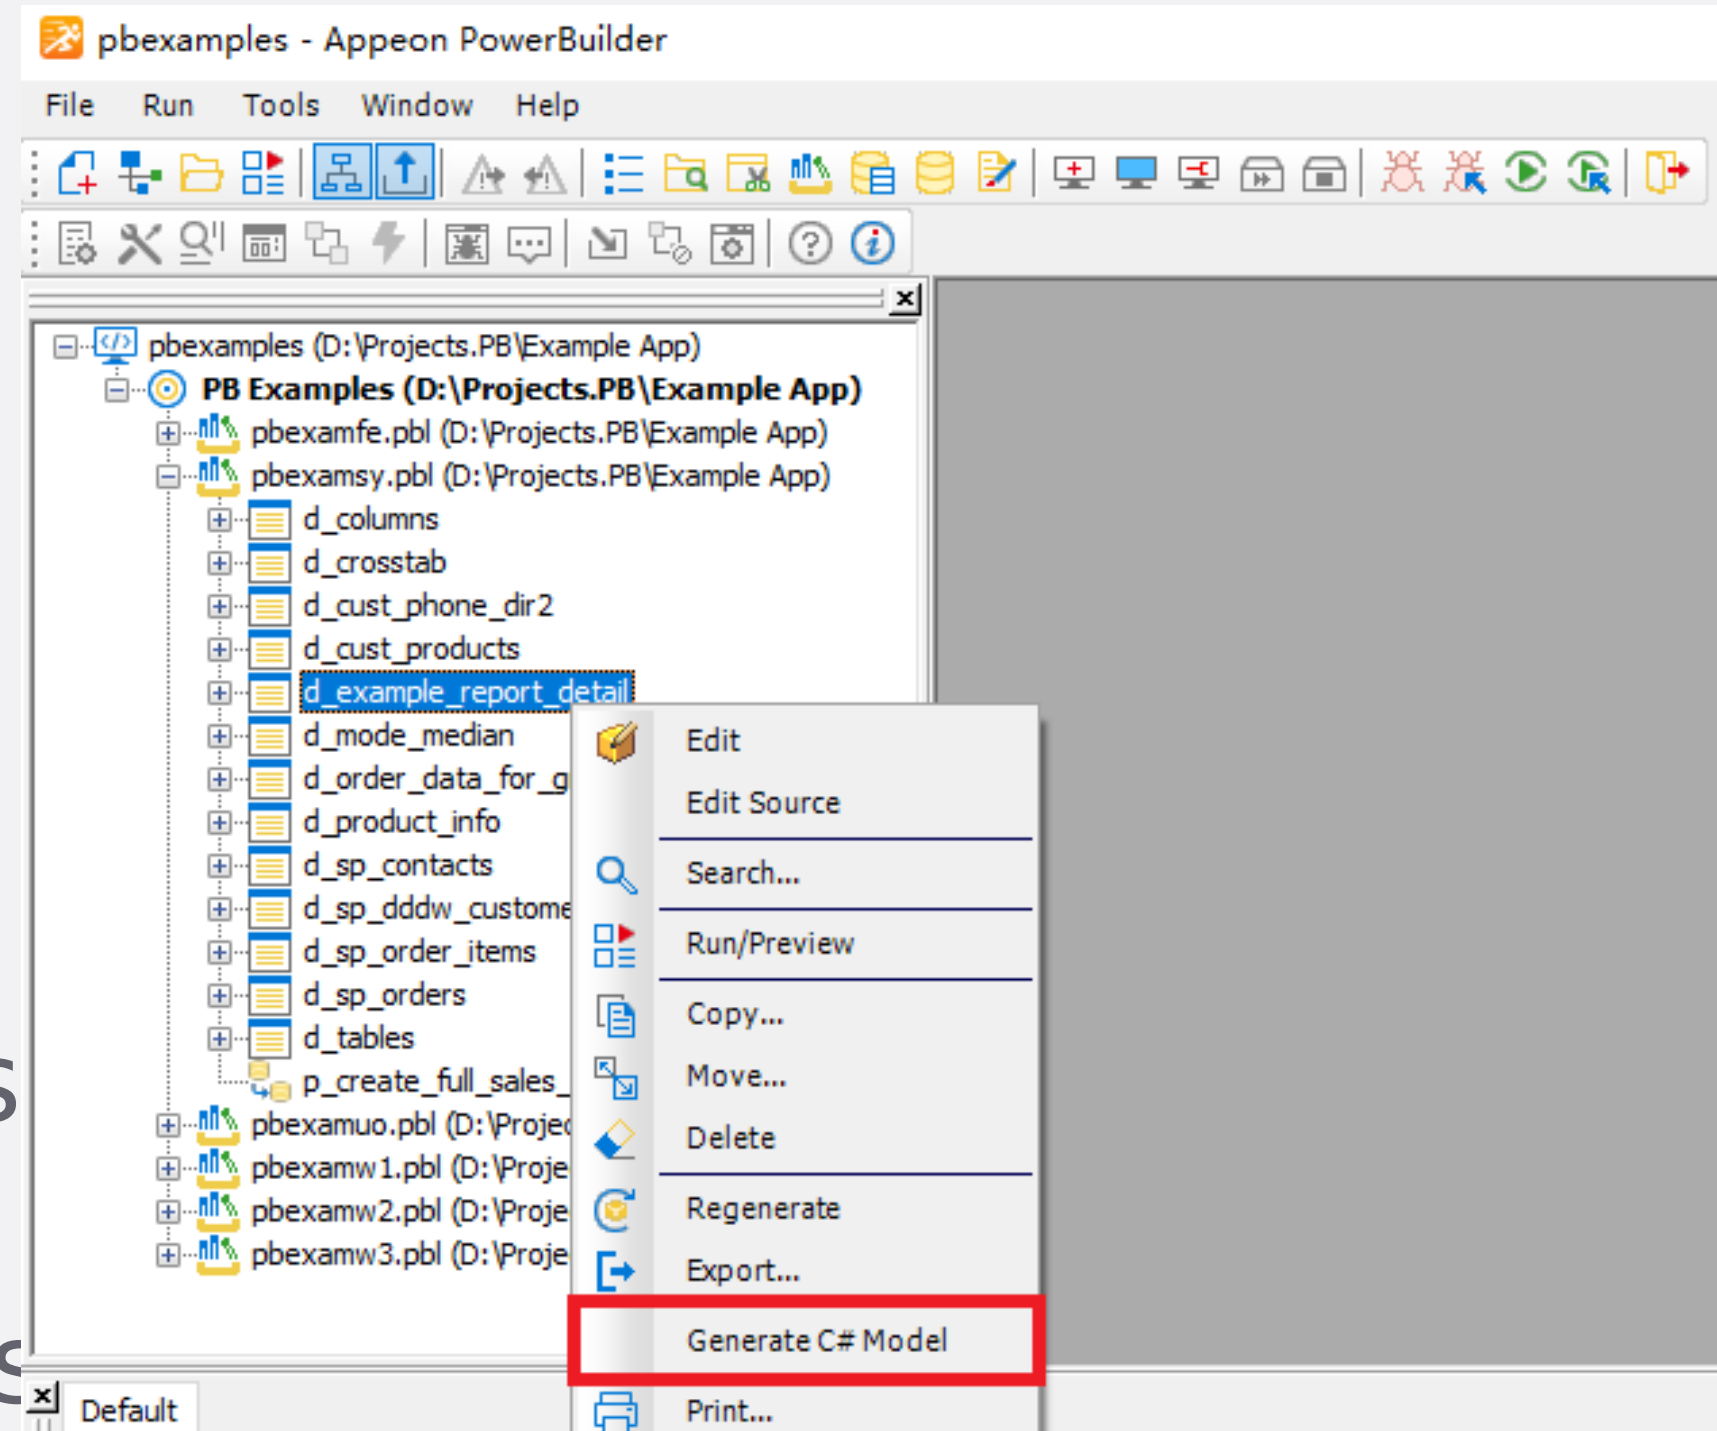 pbexamples - Appeon PowerBuilder
File Run Tools Window Help
pbexamples (D:\Projects.PB\Example App)
PB Examples (D:\Projects.PB\Example App)
pbexamfe.pbl (D:\Projects.PB\Example App)
pbexamsy.pbl (D:\Projects.PB\Example App)
d_columns
d_crosstab
d_cust_phone_dir2
d_cust_products
d_example_report_detail
d_mode_median
d_order_data_for_g
d_product_info
d_sp_contacts
d_sp_dddw_custome
d_sp_order_items
d_sp_orders
d_tables
p_create_full_sales_
pbexamuo.pbl (D:\Projec
pbexamw1.pbl (D:\Proje
pbexamw2.pbl (D:\Proje
pbexamw3.pbl (D:\Proje
Edit
Edit Source
Search...
Run/Preview
Copy...
Move...
Delete
Regenerate
Export...
Generate C# Model
Print...
Default
s